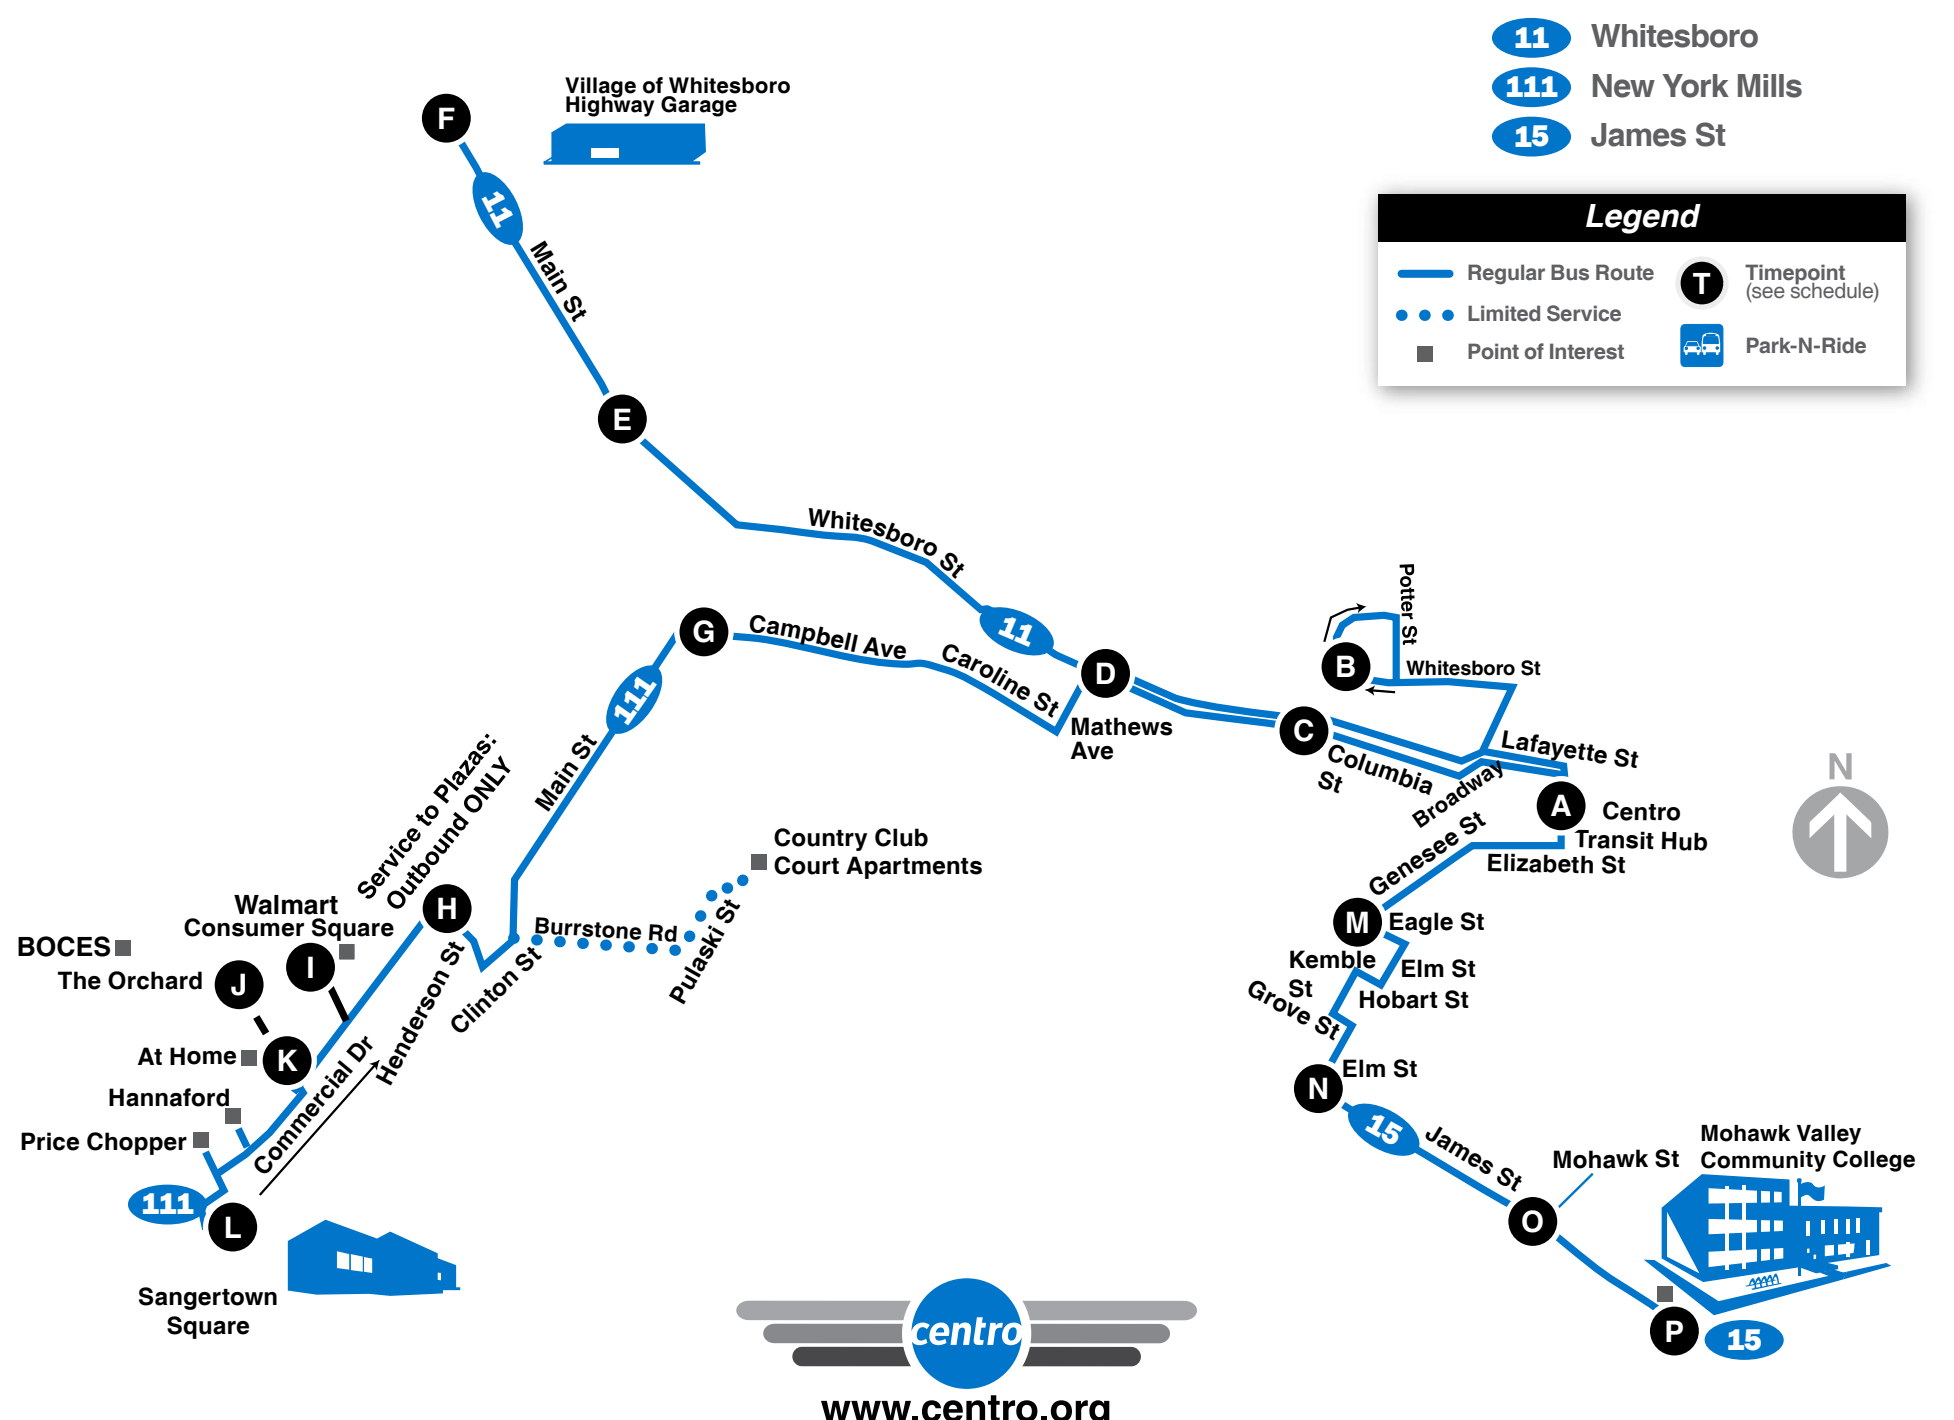 11 Whitesboro
111 New York Mills
15 James St
Legend
Regular Bus Route
Limited Service
Point of Interest
T
Timepoint
(see schedule)
Park-N-Ride
Village of Whitesboro
Highway Garage
F
11
Main St
E
Whitesboro St
11
D
G
Campbell Ave
Caroline St
Mathews
Ave
111
Main St
Potter St
B
Whitesboro St
C
Columbia
St
Lafayette St
Broadway
A
Centro
Transit Hub
Elizabeth St
Genesee St
N
M
Eagle St
Kemble
St
Elm St
Hobart St
Grove St
N
Elm St
15
James St
Mohawk St
O
Mohawk Valley
Community College
P
15
Service to Plazas:
Outbound ONLY
H
Country Club
Court Apartments
Burrstone Rd
Pulaski St
Clinton St
Henderson St
Walmart
Consumer Square
BOCES
The Orchard
J
I
At Home
K
Hannaford
Price Chopper
Commercial Dr
111
L
Sangertown
Square
centro
www.centro.org